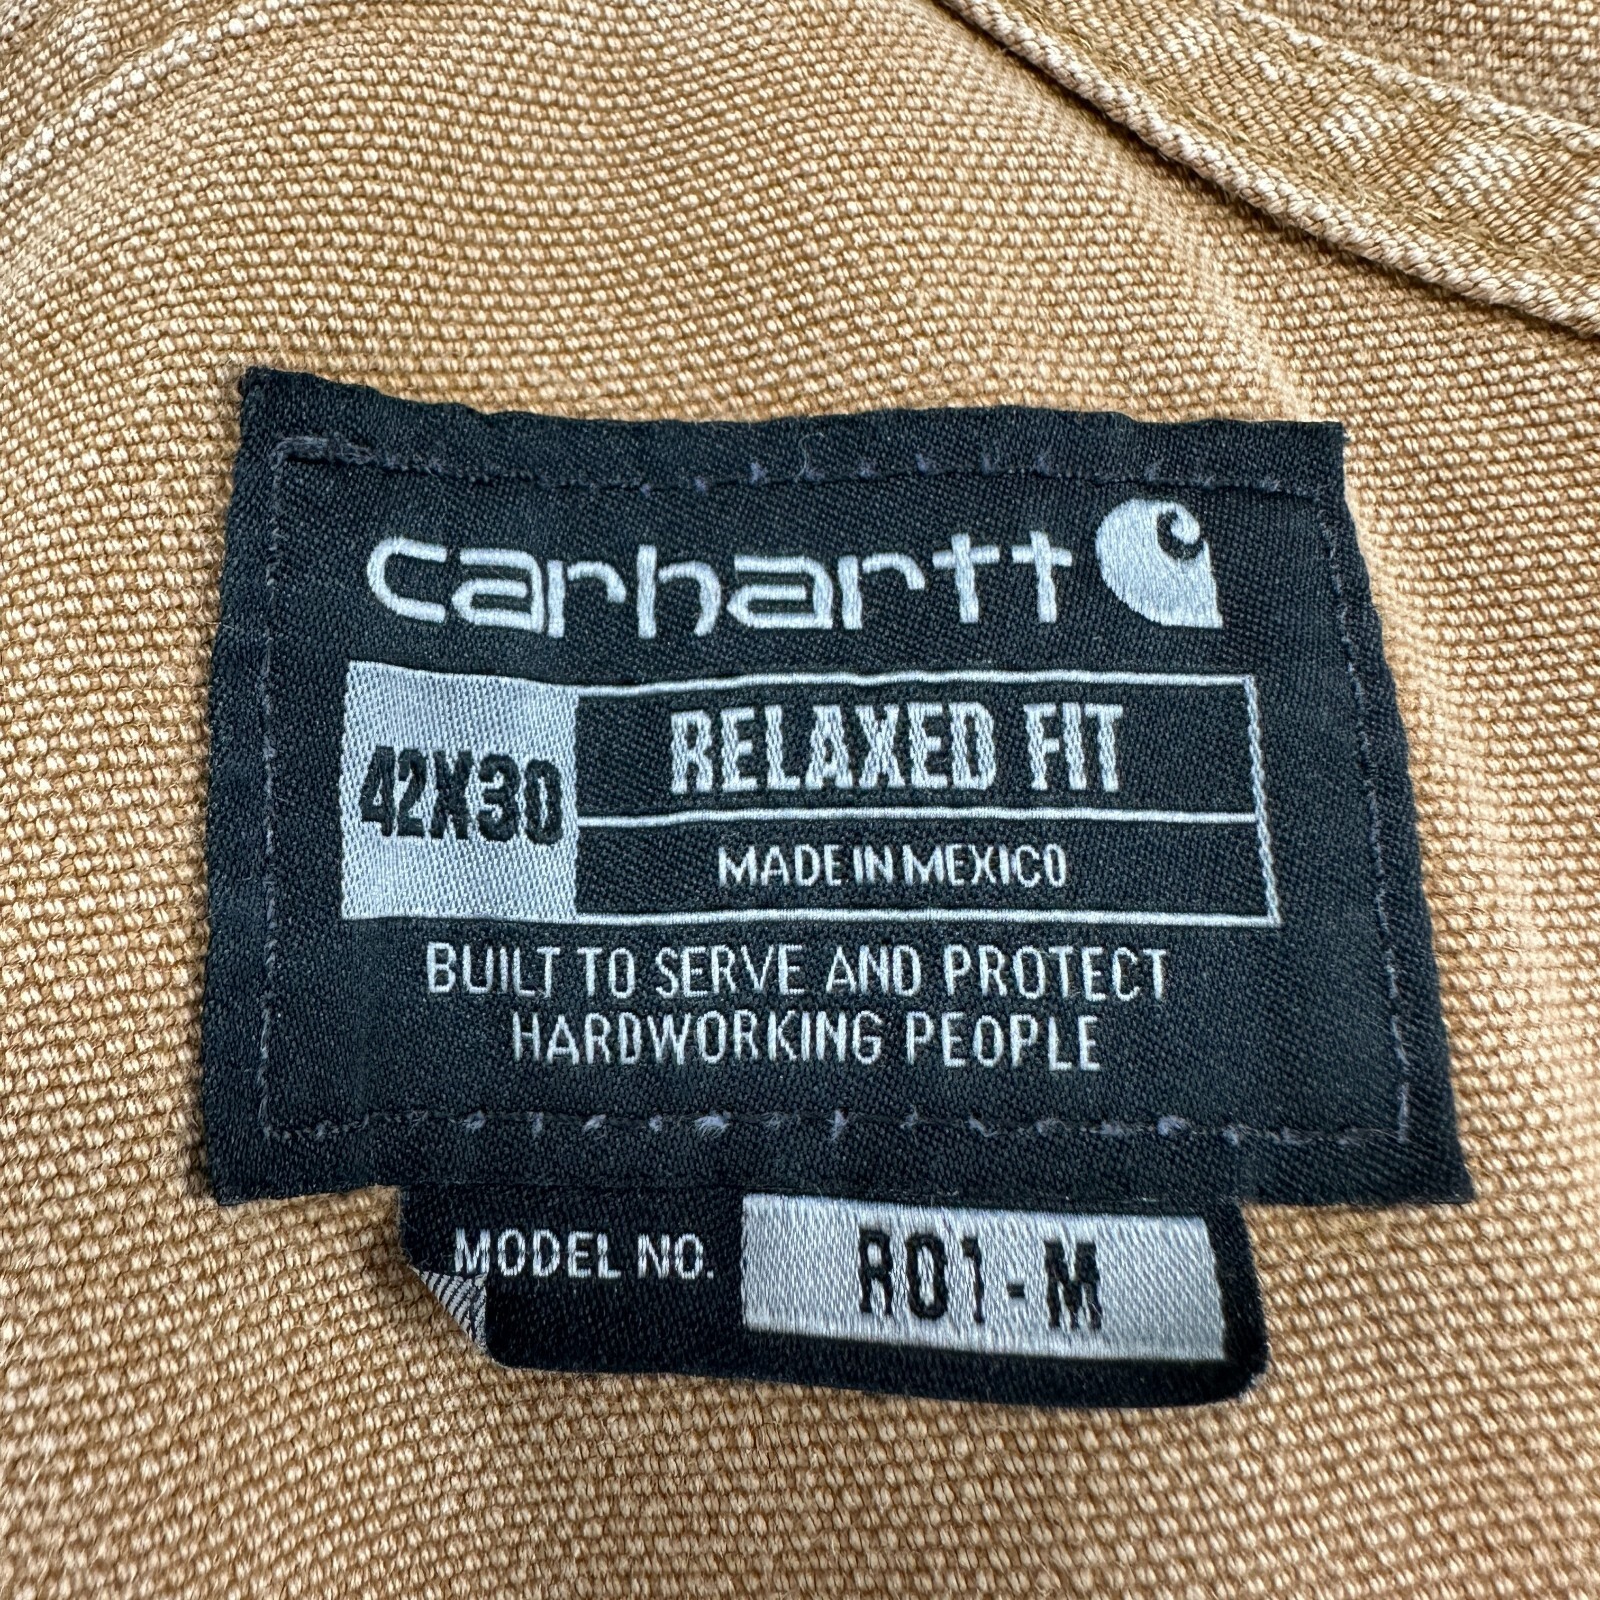 carhartt
42X30
RELAXED FIT
MADE IN MEXICO
BUILT TO SERVE AND PROTECT
HARDWORKING PEOPLE
MODEL NO. R01-M